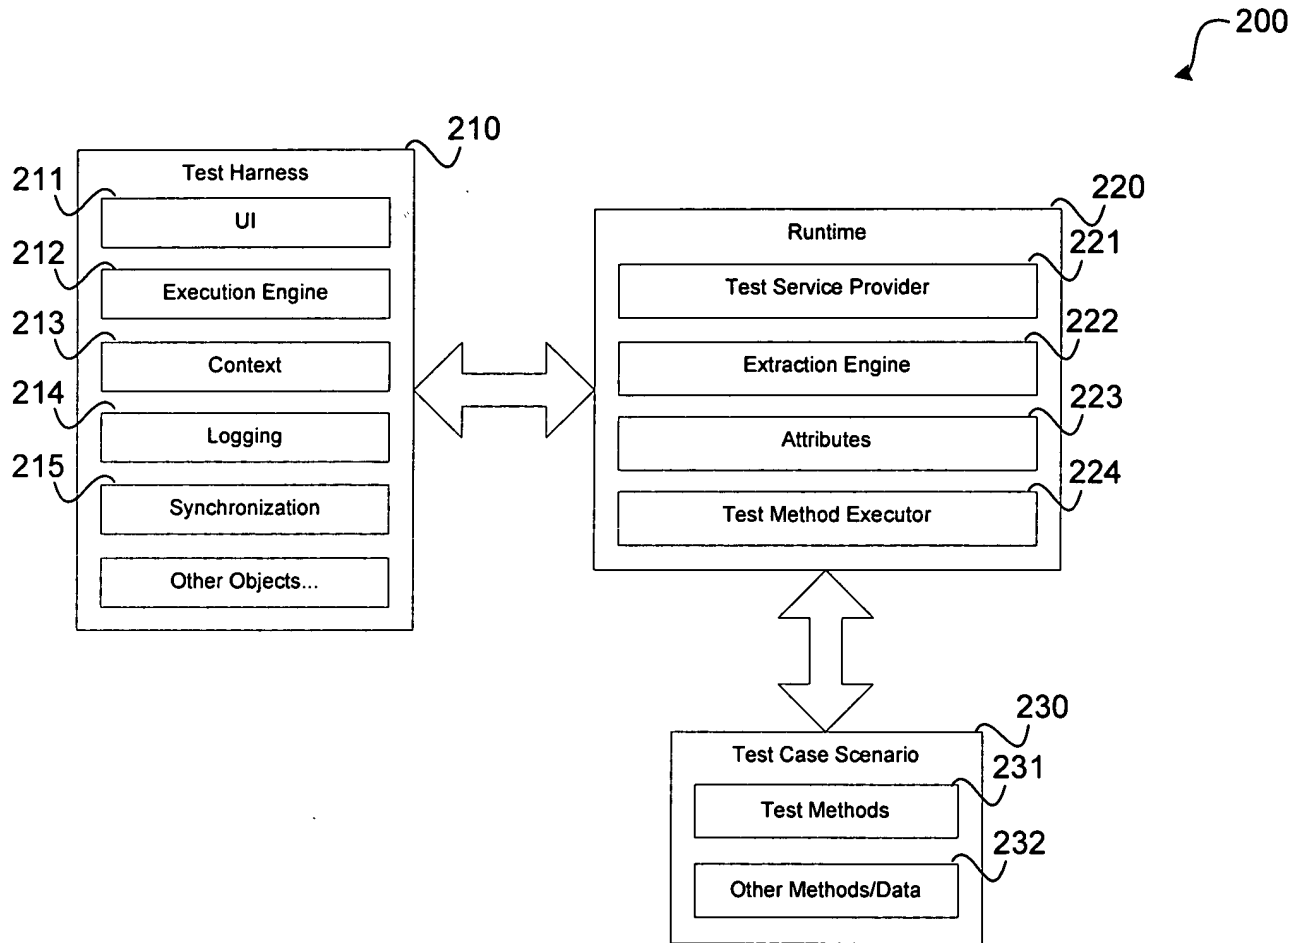 200
210
Test Harness
211
UI
212
Execution Engine
213
Context
214
Logging
215
Synchronization
Other Objects...
220
Runtime
221
Test Service Provider
222
Extraction Engine
223
Attributes
224
Test Method Executor
230
Test Case Scenario
231
Test Methods
232
Other Methods/Data